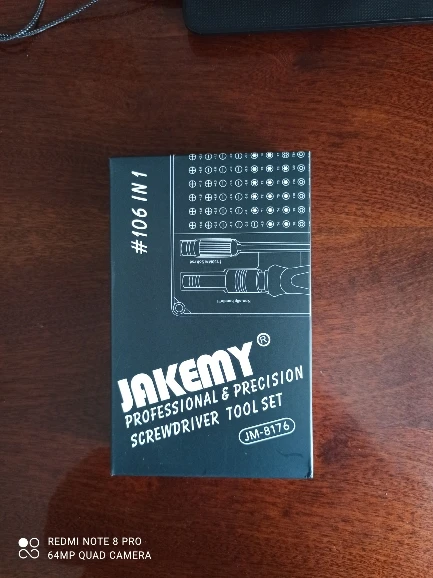 #106 IN 1
JAKEMY®
PROFESSIONAL & PRECISION
SCREWDRIVER TOOL SET
JM-8176
REDMI NOTE 8 PRO
64MP QUAD CAMERA